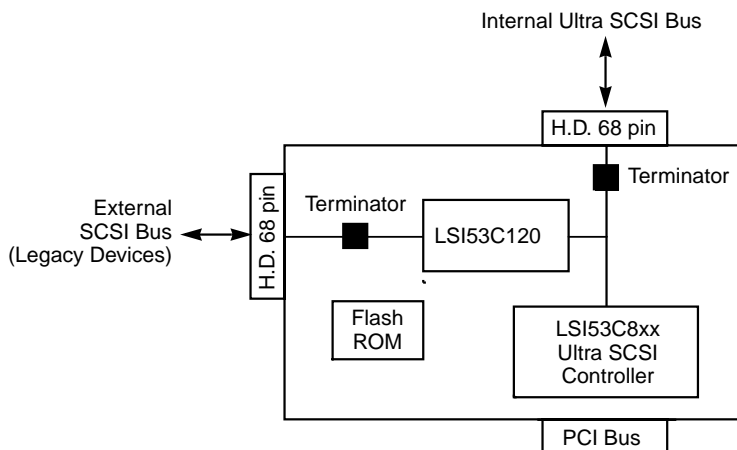 Internal Ultra SCSI Bus
H.D. 68 pin
Terminator
External
SCSI Bus
(Legacy Devices)
H.D. 68 pin
Terminator
LSI53C120
Flash
ROM
LSI53C8xx
Ultra SCSI
Controller
PCI Bus